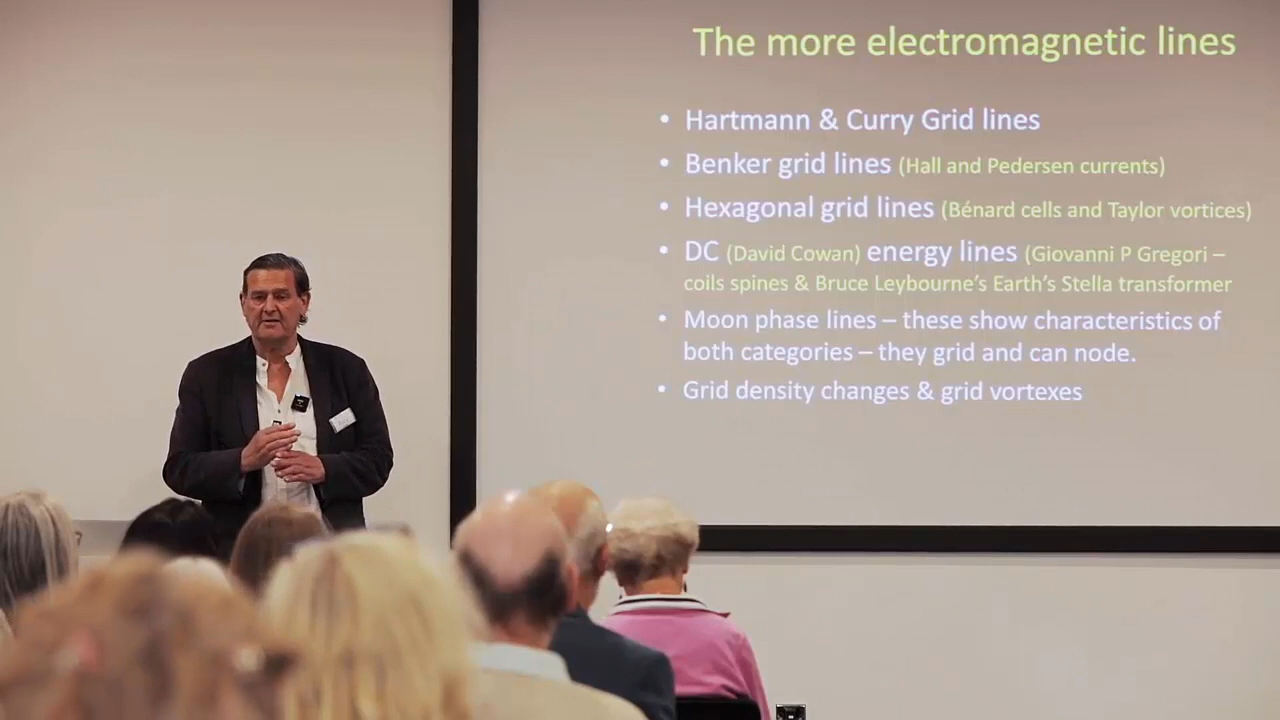 The more electromagnetic lines
• Hartmann & Curry Grid lines
• Benker grid lines (Hall and Pedersen currents)
• Hexagonal grid lines (Bénard cells and Taylor vortices)
• DC (David Cowan) energy lines (Giovanni P Gregori –
coils spines & Bruce Leybourne's Earth's Stella transformer
• Moon phase lines – these show characteristics of
both categories – they grid and can node.
• Grid density changes & grid vortexes